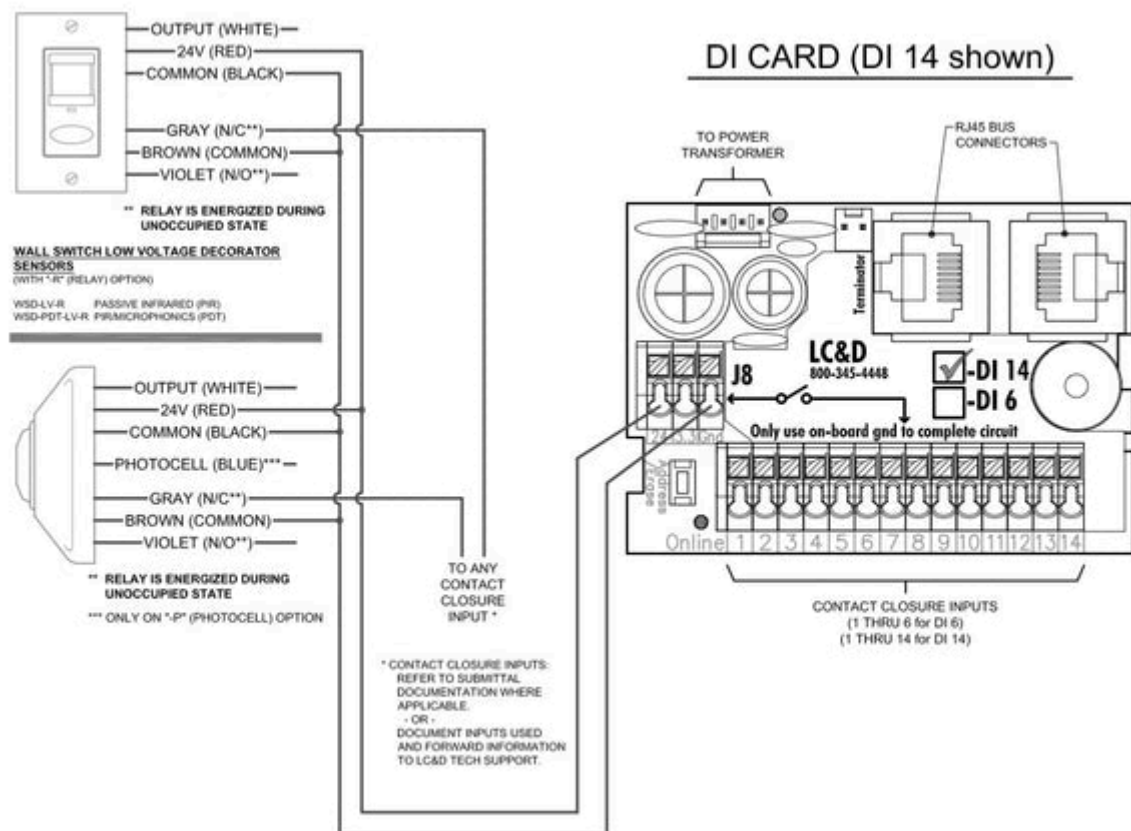 OUTPUT (WHITE)
24V (RED)
COMMON (BLACK)
GRAY (N/C**)
BROWN (COMMON)
VIOLET (N/O**)
** RELAY IS ENERGIZED DURING
UNOCCUPIED STATE
WALL SWITCH LOW VOLTAGE DECORATOR
SENSORS
(WITH "-R" (RELAY) OPTION)
WSD-LV-R PASSIVE INFRARED (PIR)
WSD-PDT-LV-R PIR/MICROPHONICS (PDT)
OUTPUT (WHITE)
24V (RED)
COMMON (BLACK)
PHOTOCELL (BLUE)***
GRAY (N/C**)
BROWN (COMMON)
VIOLET (N/O**)
** RELAY IS ENERGIZED DURING
UNOCCUPIED STATE
*** ONLY ON "-P" (PHOTOCELL) OPTION
TO ANY
CONTACT
CLOSURE
INPUT *
* CONTACT CLOSURE INPUTS:
REFER TO SUBMITTAL
DOCUMENTATION WHERE
APPLICABLE.
- OR -
DOCUMENT INPUTS USED
AND FORWARD INFORMATION
TO LC&D TECH SUPPORT.
DI CARD (DI 14 shown)
TO POWER
TRANSFORMER
RJ45 BUS
CONNECTORS
Terminator
LC&D
800-345-4448
J8
-DI 14
-DI 6
Only use on-board gnd to complete circuit
Gnd
Address
/Erase
Online 1 2 3 4 5 6 7 8 9 10 11 12 13 14
CONTACT CLOSURE INPUTS
(1 THRU 6 for DI 6)
(1 THRU 14 for DI 14)